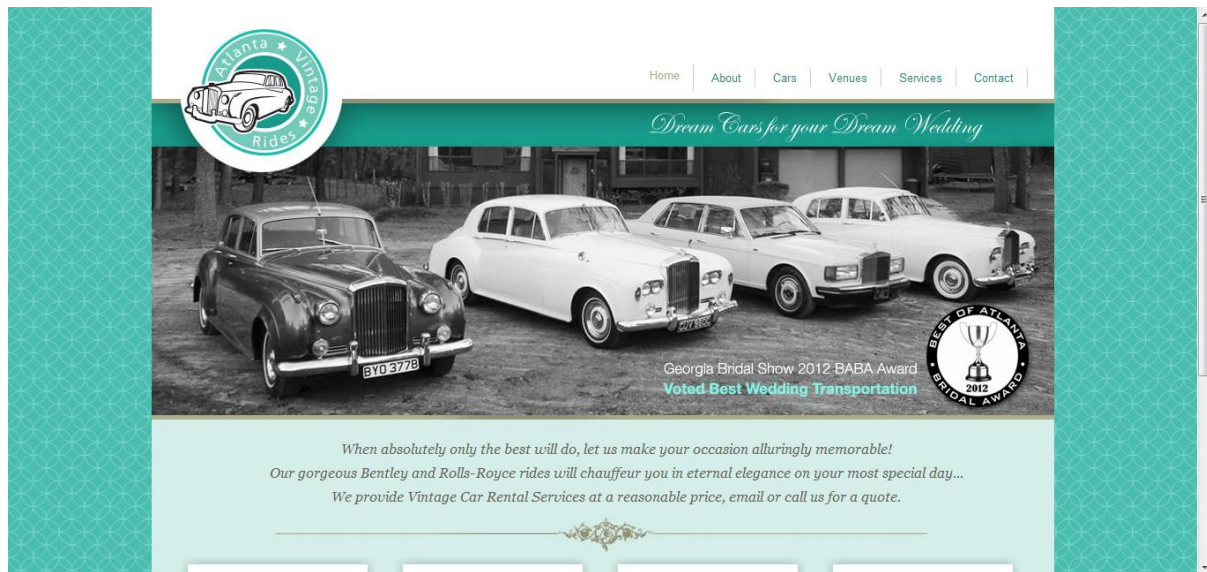 Atlanta ★ Vintage ★ Rides
Home
About
Cars
Venues
Services
Contact
Dream Cars for your Dream Wedding
BYO 377B
Georgia Bridal Show 2012 BABA Award
Voted Best Wedding Transportation
BEST OF ATLANTA • BRIDAL AWARD •
2012
When absolutely only the best will do, let us make your occasion alluringly memorable!
Our gorgeous Bentley and Rolls-Royce rides will chauffeur you in eternal elegance on your most special day...
We provide Vintage Car Rental Services at a reasonable price, email or call us for a quote.